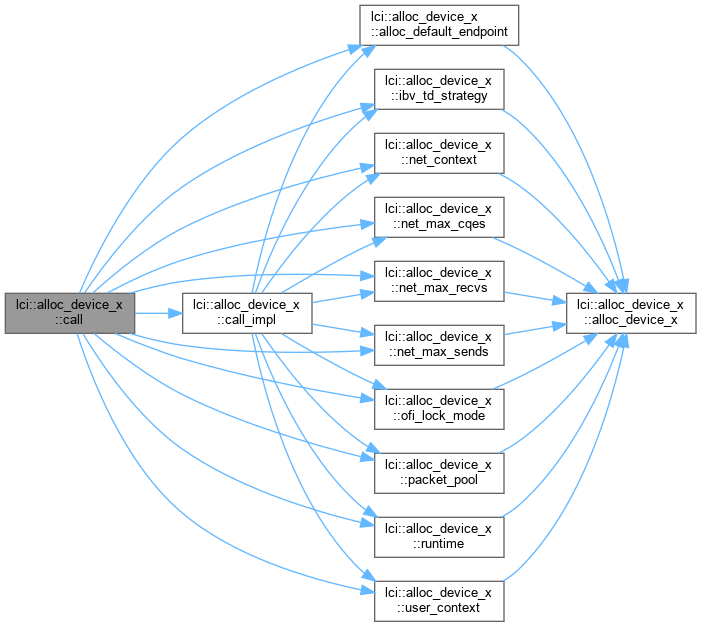 lci::alloc_device_x
::call
lci::alloc_device_x
::call_impl
lci::alloc_device_x
::alloc_default_endpoint
lci::alloc_device_x
::ibv_td_strategy
lci::alloc_device_x
::net_context
lci::alloc_device_x
::net_max_cqes
lci::alloc_device_x
::net_max_recvs
lci::alloc_device_x
::net_max_sends
lci::alloc_device_x
::ofi_lock_mode
lci::alloc_device_x
::packet_pool
lci::alloc_device_x
::runtime
lci::alloc_device_x
::user_context
lci::alloc_device_x
::alloc_device_x